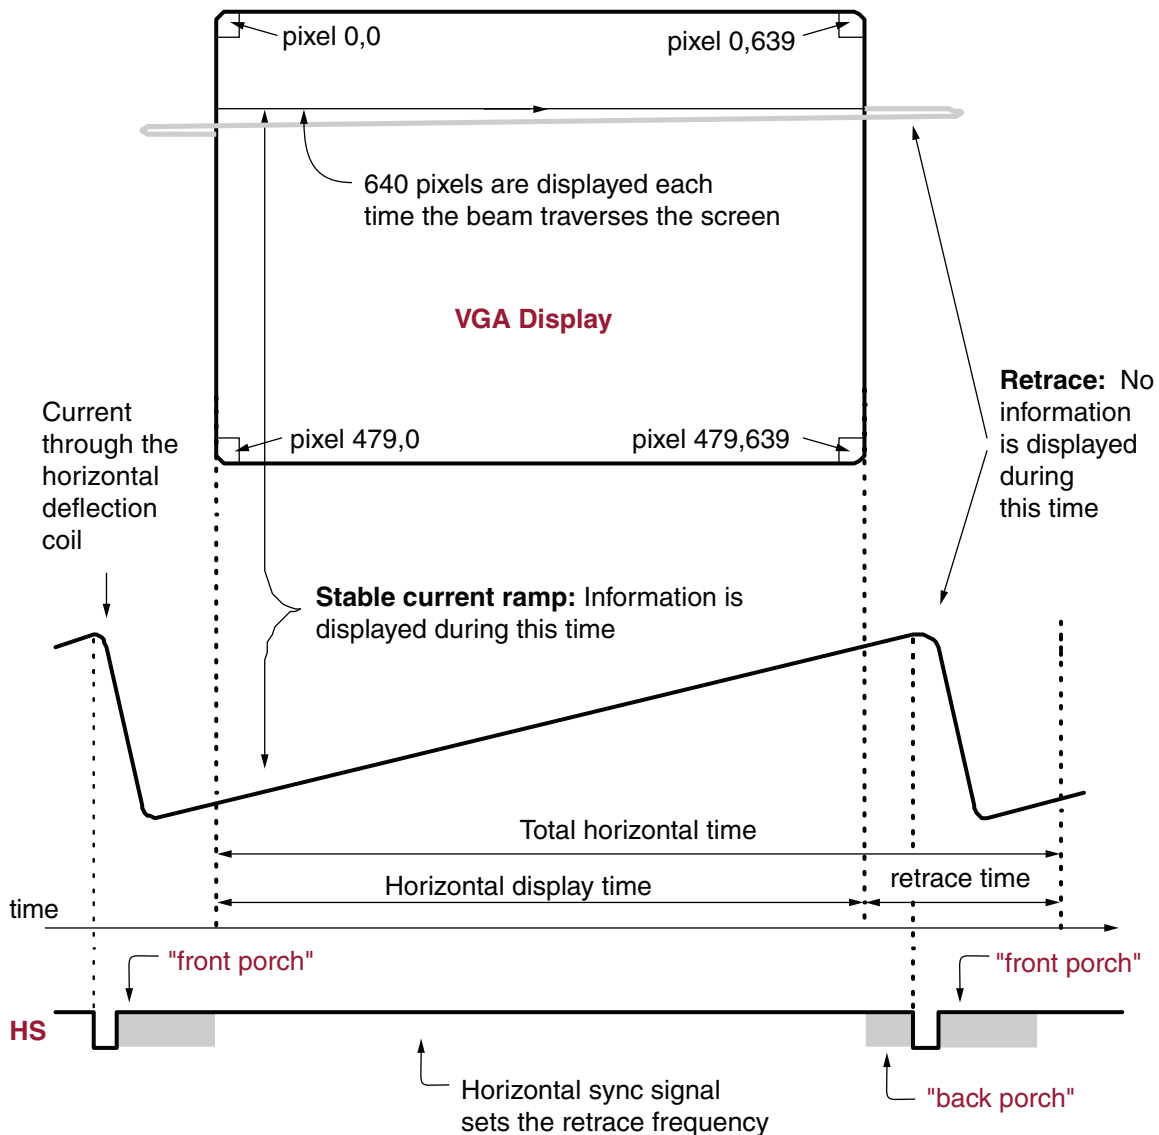 pixel 0,0
pixel 0,639
640 pixels are displayed each
time the beam traverses the screen
VGA Display
Retrace: No
information
is displayed
during
this time
Current
through the
horizontal
deflection
coil
pixel 479,0
pixel 479,639
Stable current ramp: Information is
displayed during this time
Total horizontal time
Horizontal display time
retrace time
time
"front porch"
"front porch"
HS
Horizontal sync signal
sets the retrace frequency
"back porch"